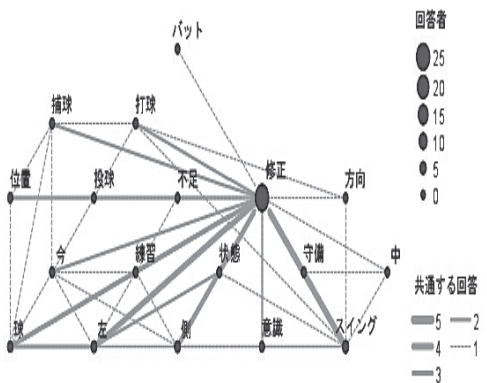 バット
回答者
25
20
15
10
5
0
捕球 打球
位置 投球 不足 修正 方向
今 練習 状態 守備 中
球 左 側 意識 スイング
共通する回答
5 2
4 1
3